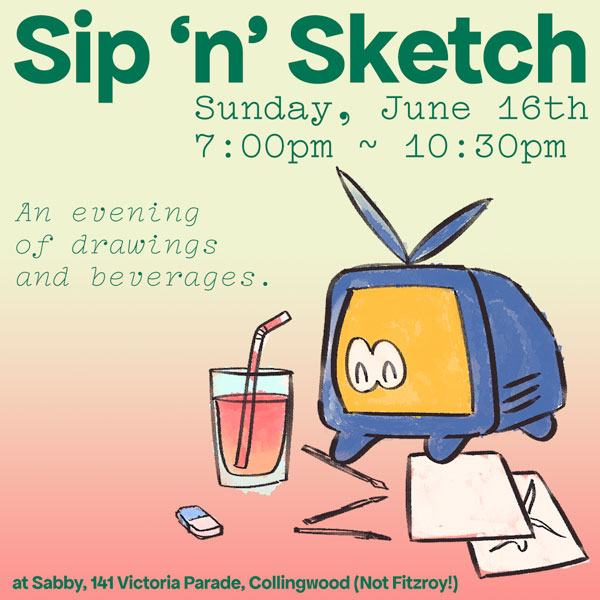 Sip ‘n’ Sketch
Sunday, June 16th
7:00pm ~ 10:30pm
An evening
of drawings
and beverages.
at Sabby, 141 Victoria Parade, Collingwood (Not Fitzroy!)